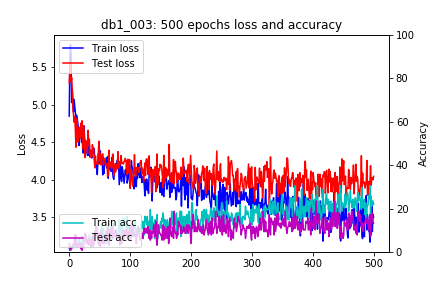 db1_003: 500 epochs loss and accuracy
Train loss
Test loss
Train acc
Test acc
Loss
5.5
5.0
4.5
4.0
3.5
Accuracy
100
80
60
40
20
0
0
100
200
300
400
500